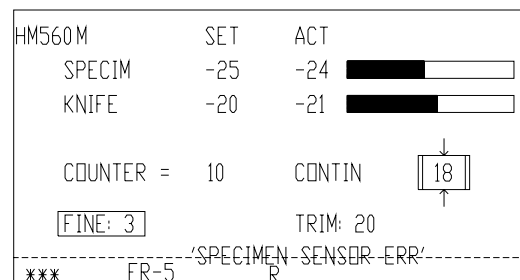 HM560M SET ACT
SPECIM -25 -24
KNIFE -20 -21
COUNTER = 10 CONTIN 18
FINE: 3 TRIM: 20
'SPECIMEN SENSOR ERR'
*** FR-5 R